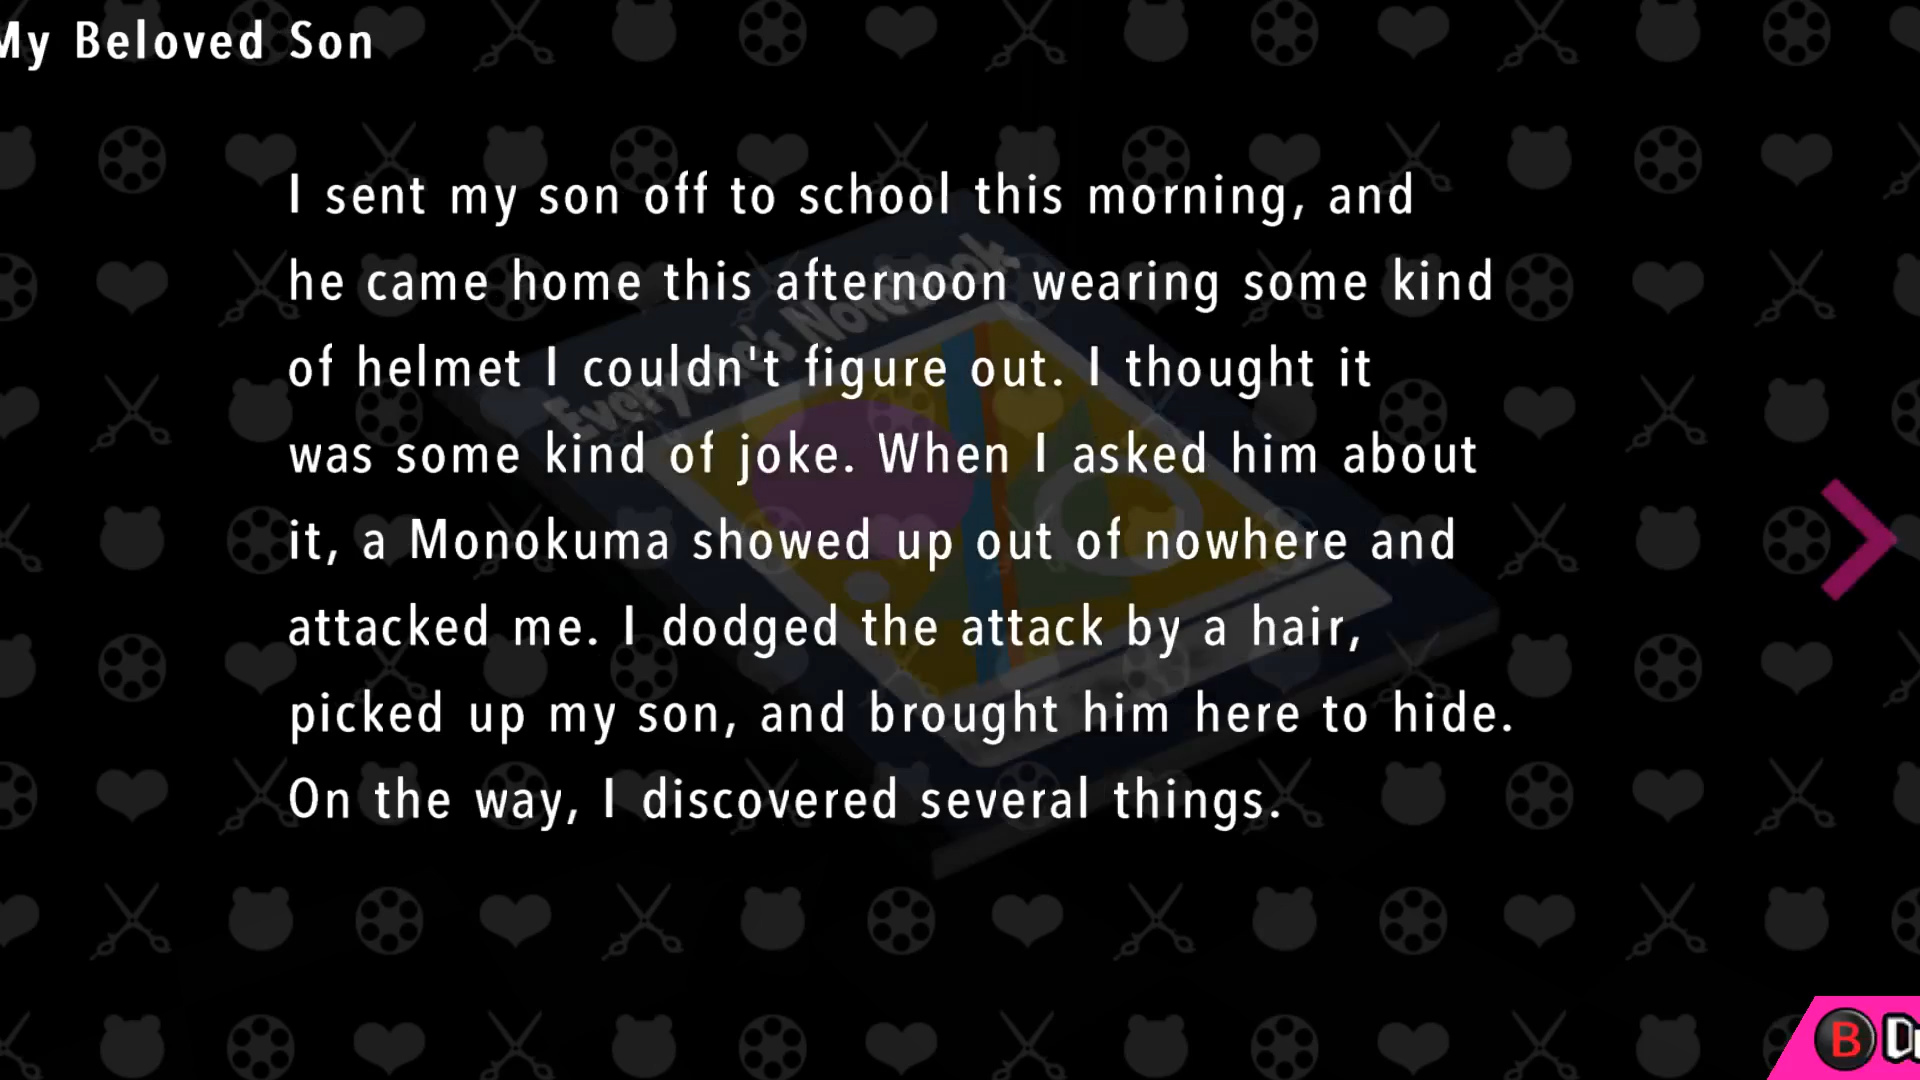 My Beloved Son
I sent my son off to school this morning, and
he came home this afternoon wearing some kind
of helmet I couldn't figure out. I thought it
was some kind of joke. When I asked him about
it, a Monokuma showed up out of nowhere and
attacked me. I dodged the attack by a hair,
picked up my son, and brought him here to hide.
On the way, I discovered several things.
Everyone's Notebook
B